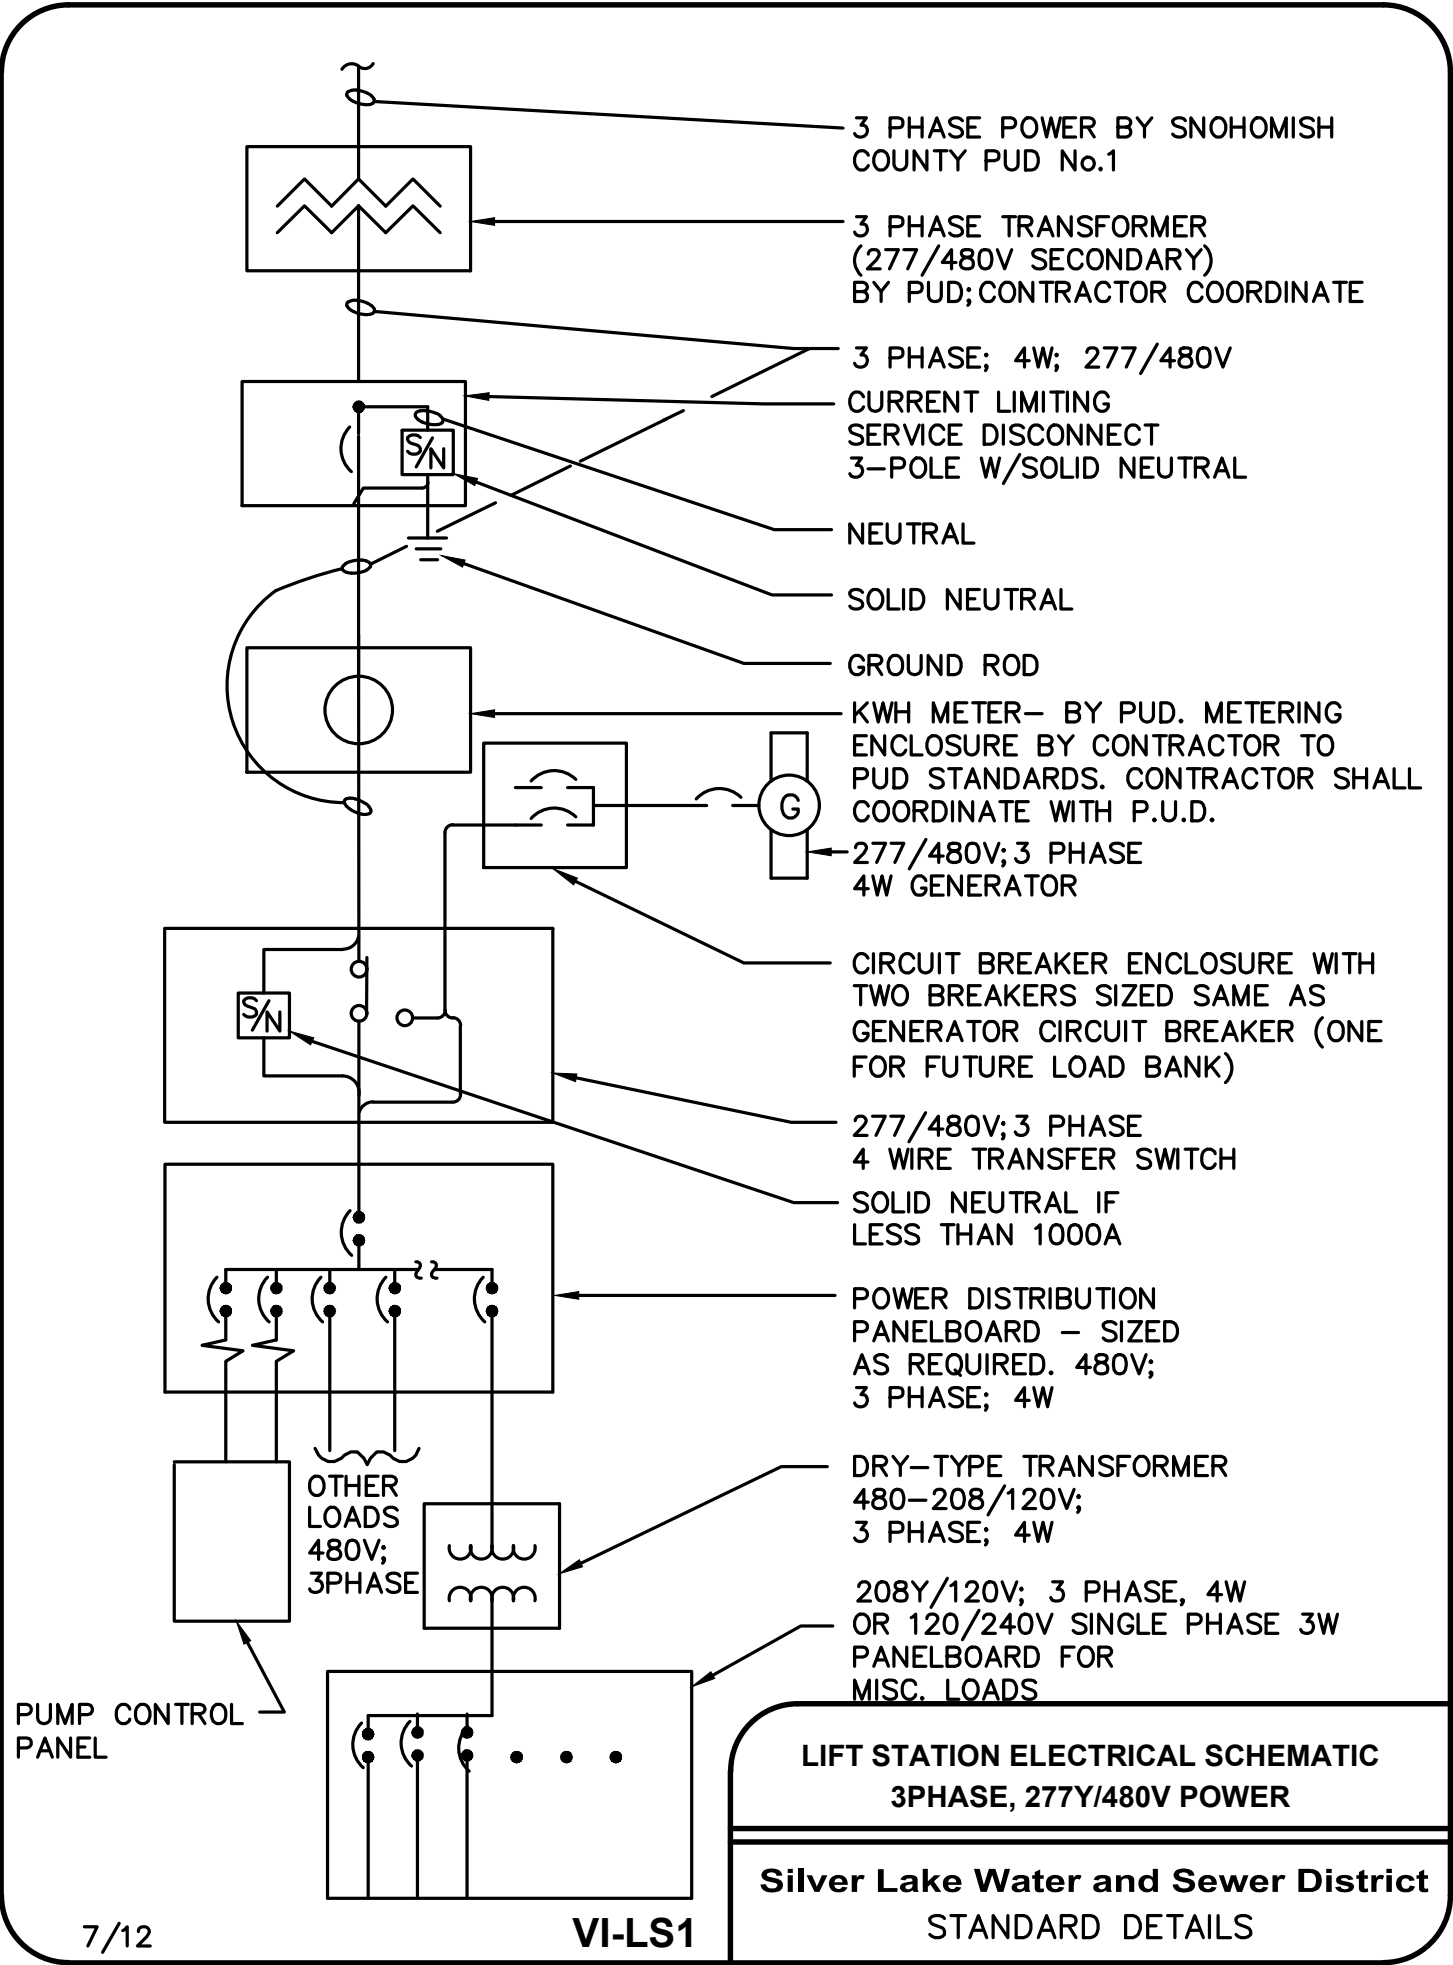 3 PHASE POWER BY SNOHOMISH
COUNTY PUD No.1
3 PHASE TRANSFORMER
(277/480V SECONDARY)
BY PUD; CONTRACTOR COORDINATE
3 PHASE; 4W; 277/480V
CURRENT LIMITING
SERVICE DISCONNECT
3-POLE W/SOLID NEUTRAL
S/N
NEUTRAL
SOLID NEUTRAL
GROUND ROD
KWH METER- BY PUD. METERING
ENCLOSURE BY CONTRACTOR TO
PUD STANDARDS. CONTRACTOR SHALL
COORDINATE WITH P.U.D.
G
277/480V; 3 PHASE
4W GENERATOR
CIRCUIT BREAKER ENCLOSURE WITH
TWO BREAKERS SIZED SAME AS
GENERATOR CIRCUIT BREAKER (ONE
FOR FUTURE LOAD BANK)
S/N
277/480V; 3 PHASE
4 WIRE TRANSFER SWITCH
SOLID NEUTRAL IF
LESS THAN 1000A
POWER DISTRIBUTION
PANELBOARD - SIZED
AS REQUIRED. 480V;
3 PHASE; 4W
OTHER
LOADS
480V;
3PHASE
DRY-TYPE TRANSFORMER
480-208/120V;
3 PHASE; 4W
208Y/120V; 3 PHASE, 4W
OR 120/240V SINGLE PHASE 3W
PANELBOARD FOR
MISC. LOADS
PUMP CONTROL
PANEL
LIFT STATION ELECTRICAL SCHEMATIC
3PHASE, 277Y/480V POWER
Silver Lake Water and Sewer District
STANDARD DETAILS
7/12
VI-LS1